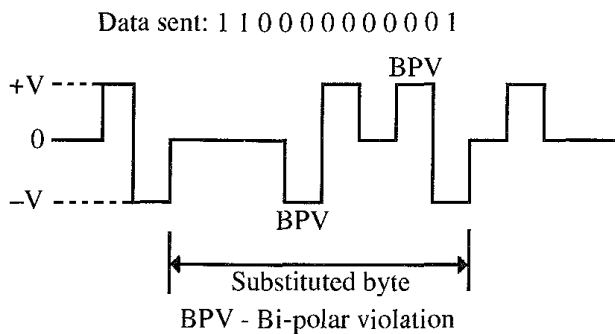 Data sent: 1 1 0 0 0 0 0 0 0 0 0 1
BPV
+V
0
–V
BPV
Substituted byte
BPV - Bi-polar violation